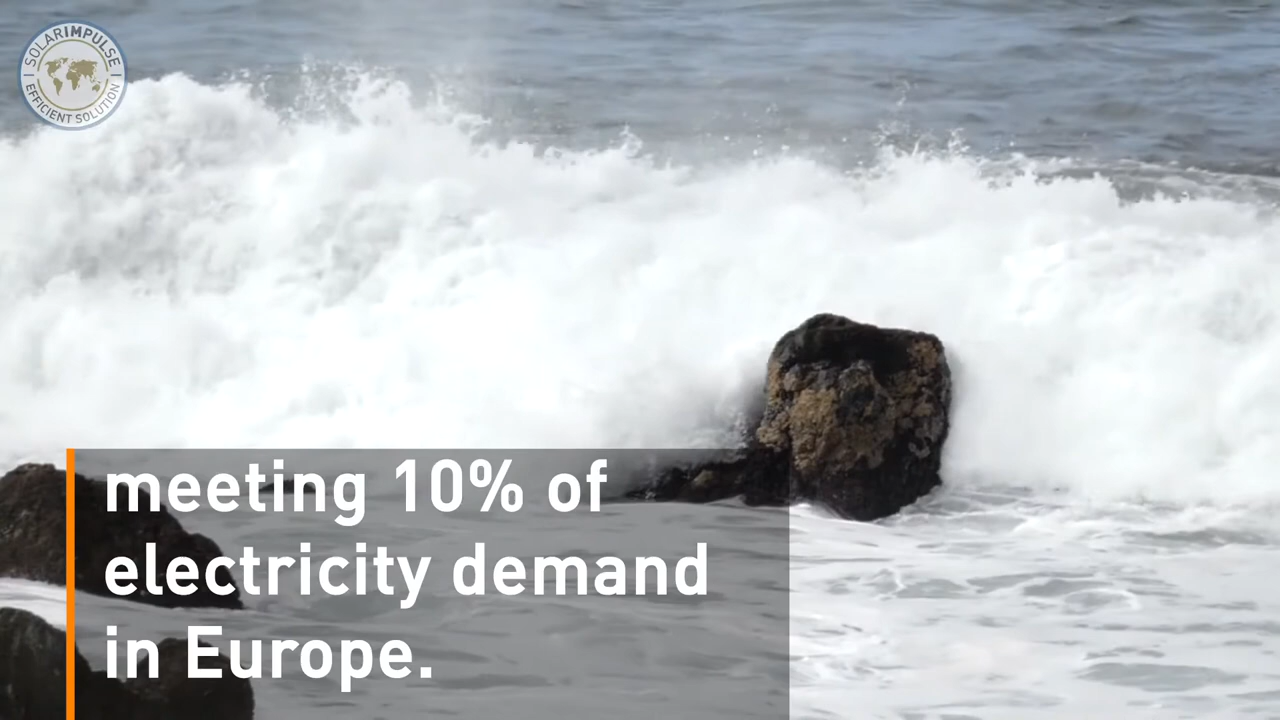 SOLARIMPULSE
EFFICIENT SOLUTION
meeting 10% of
electricity demand
in Europe.